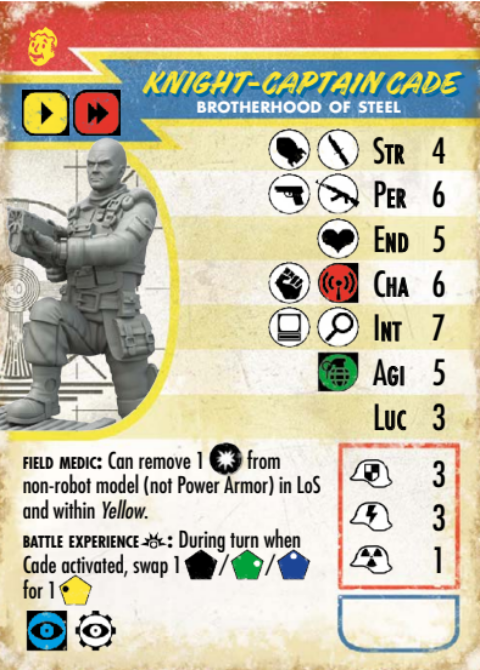 KNIGHT-CAPTAIN CADE
BROTHERHOOD OF STEEL
STR 4
PER 6
END 5
CHA 6
INT 7
AGI 5
LUC 3
FIELD MEDIC: Can remove 1 from
non-robot model (not Power Armor) in LoS
and within Yellow.
BATTLE EXPERIENCE: During turn when
Cade activated, swap 1 / /
for 1
3
3
1